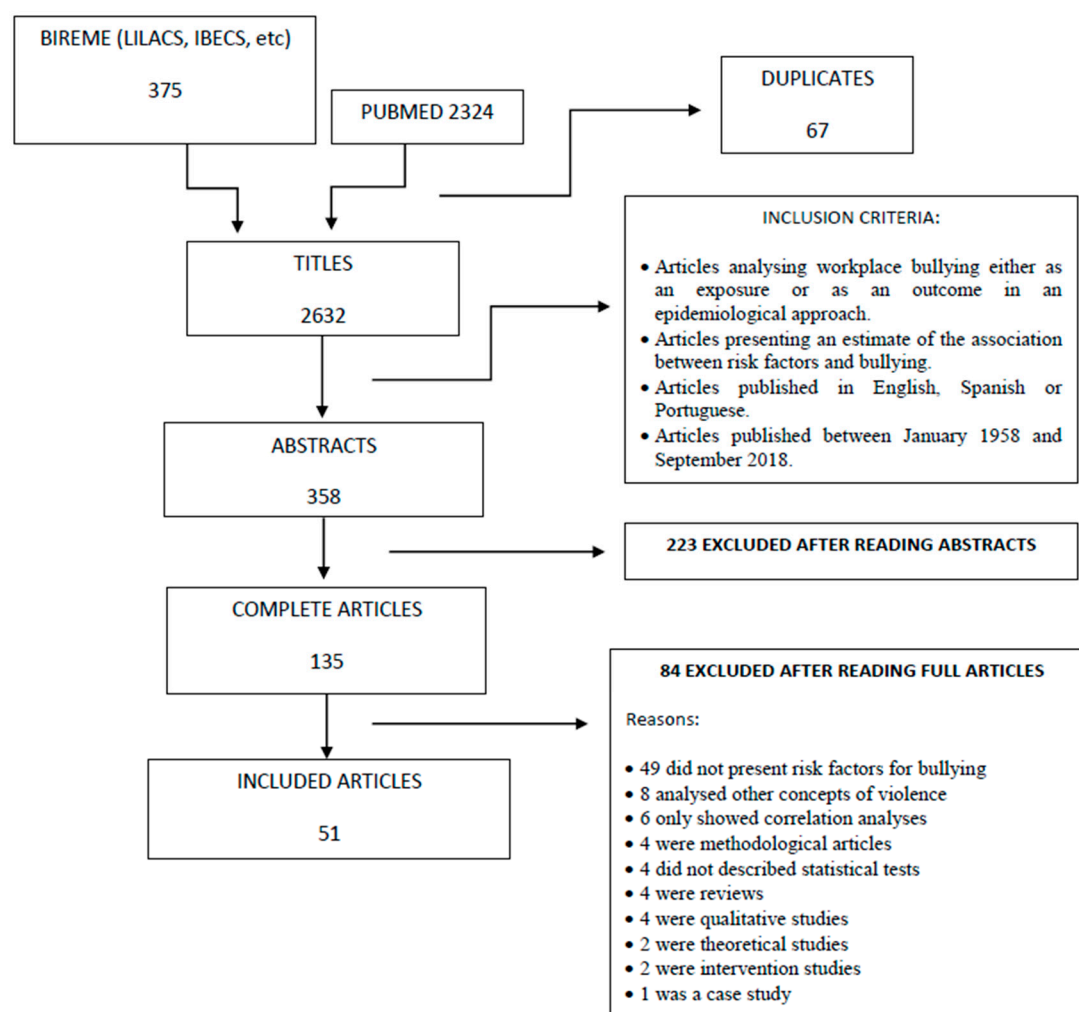 BIREME (LILACS, IBECS, etc)
375
PUBMED 2324
DUPLICATES
67
TITLES
2632
INCLUSION CRITERIA:
• Articles analysing workplace bullying either as
an exposure or as an outcome in an
epidemiological approach.
• Articles presenting an estimate of the association
between risk factors and bullying.
• Articles published in English, Spanish or
Portuguese.
• Articles published between January 1958 and
September 2018.
ABSTRACTS
358
223 EXCLUDED AFTER READING ABSTRACTS
COMPLETE ARTICLES
135
84 EXCLUDED AFTER READING FULL ARTICLES
Reasons:
• 49 did not present risk factors for bullying
• 8 analysed other concepts of violence
• 6 only showed correlation analyses
• 4 were methodological articles
• 4 did not described statistical tests
• 4 were reviews
• 4 were qualitative studies
• 2 were theoretical studies
• 2 were intervention studies
• 1 was a case study
INCLUDED ARTICLES
51